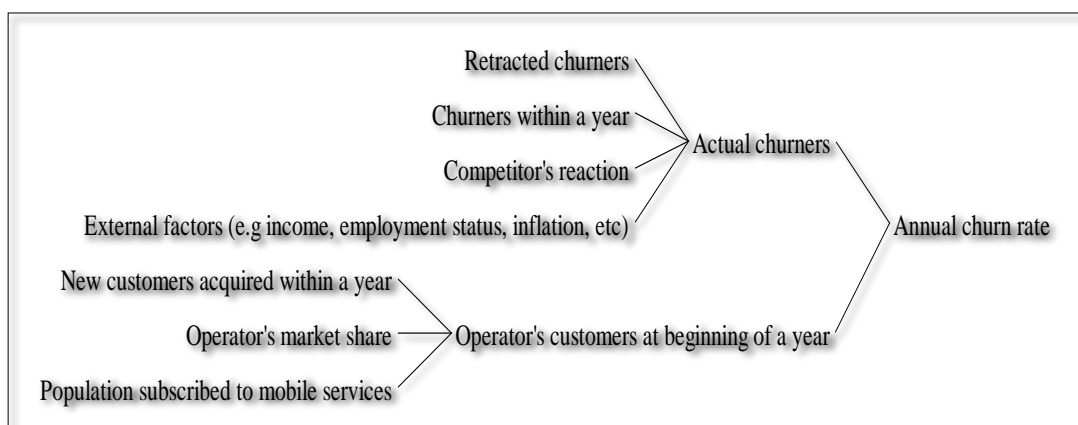 Retracted churners
Churners within a year
Actual churners
Competitor's reaction
External factors (e.g income, employment status, inflation, etc)
Annual churn rate
New customers acquired within a year
Operator's market share
Operator's customers at beginning of a year
Population subscribed to mobile services